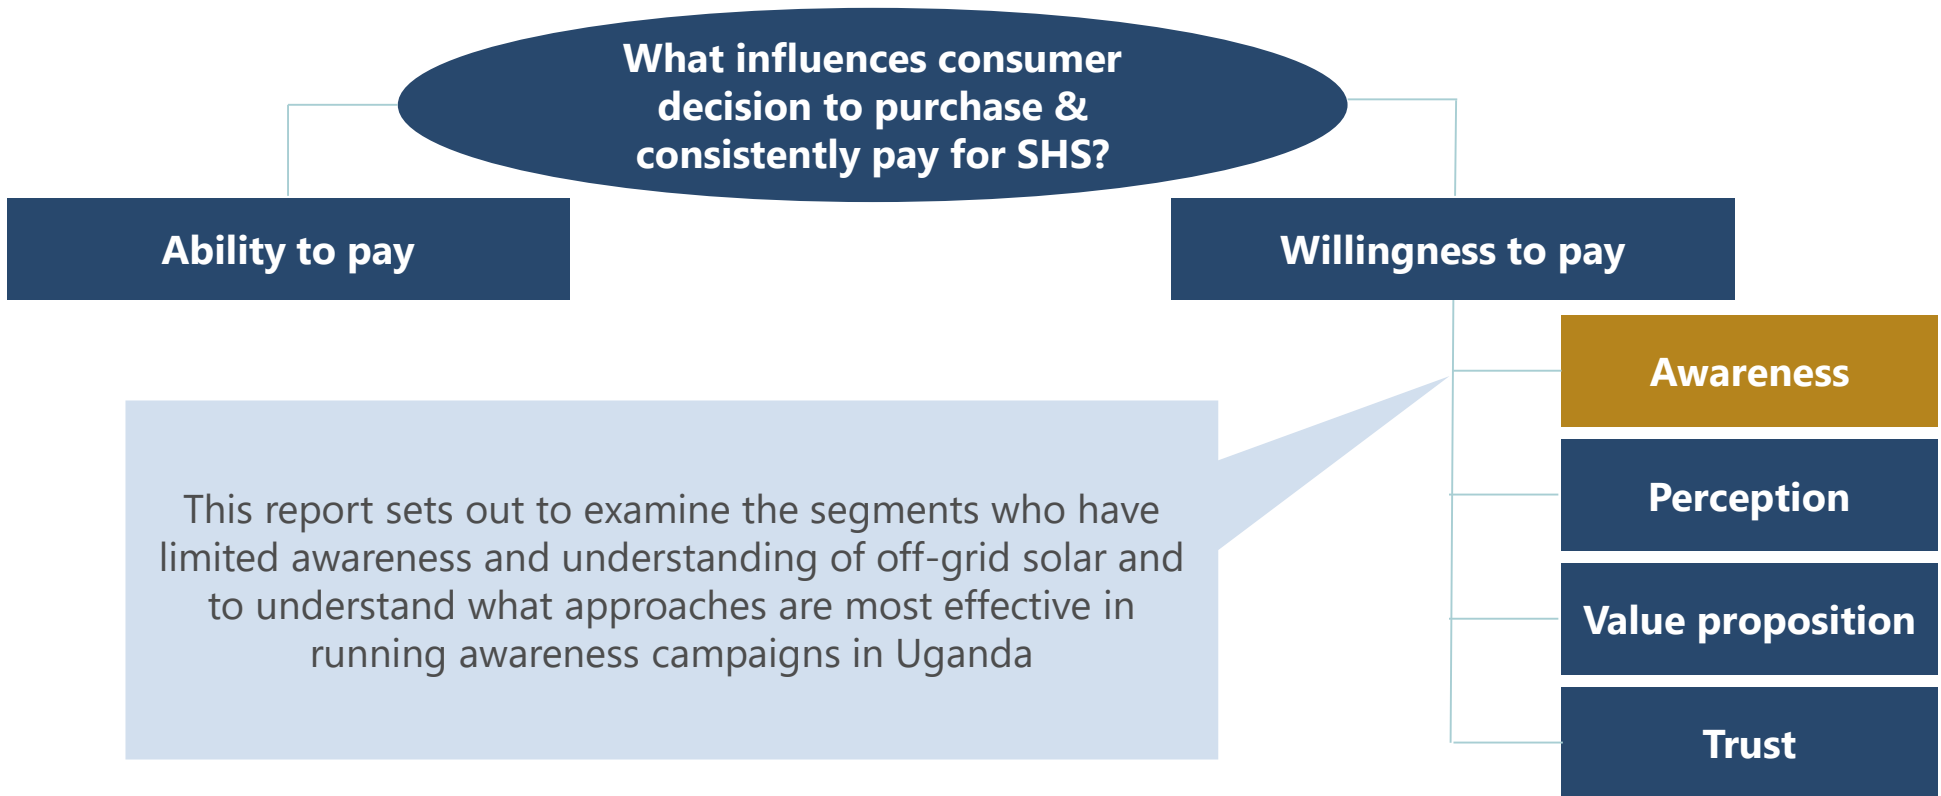 What influences consumer
decision to purchase &
consistently pay for SHS?
Ability to pay
Willingness to pay
Awareness
Perception
Value proposition
Trust
This report sets out to examine the segments who have
limited awareness and understanding of off-grid solar and
to understand what approaches are most effective in
running awareness campaigns in Uganda